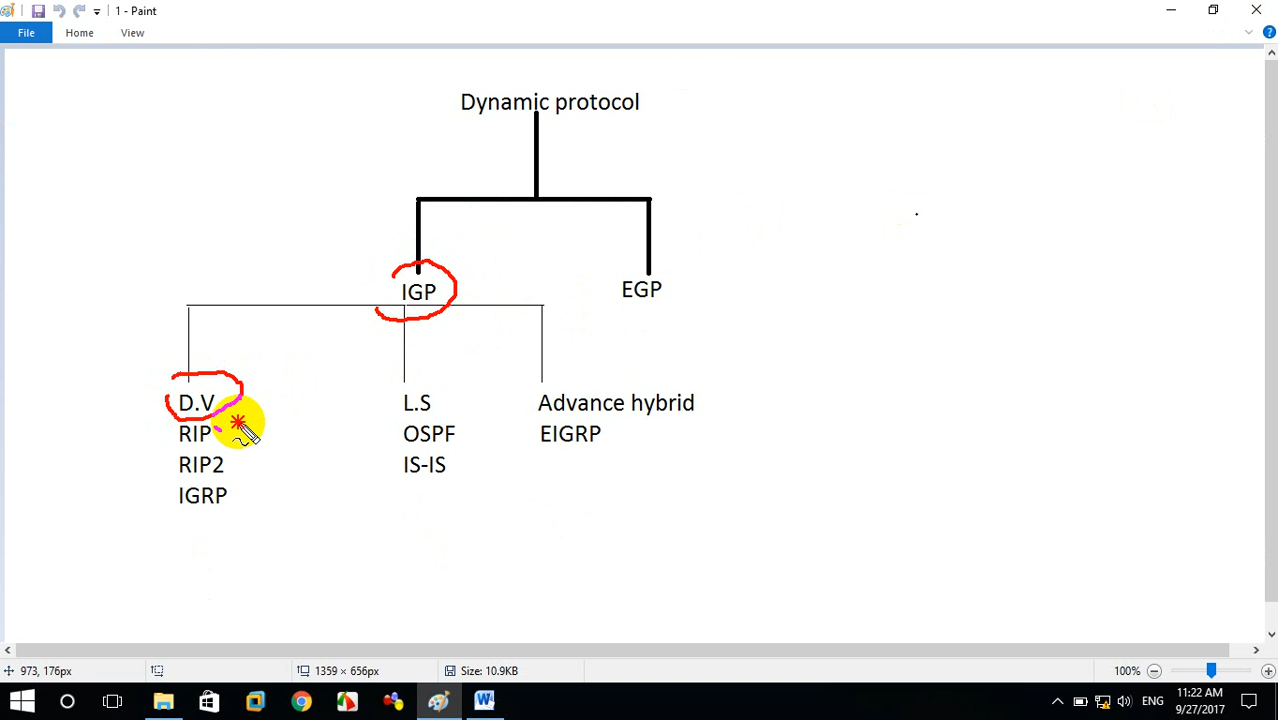 1 - Paint
File Home View
Dynamic protocol
IGP EGP
D.V L.S Advance hybrid
RIP OSPF EIGRP
RIP2 IS-IS
IGRP
973, 176px 1359 × 656px Size: 10.9KB 100%
ENG 11:22 AM
9/27/2017